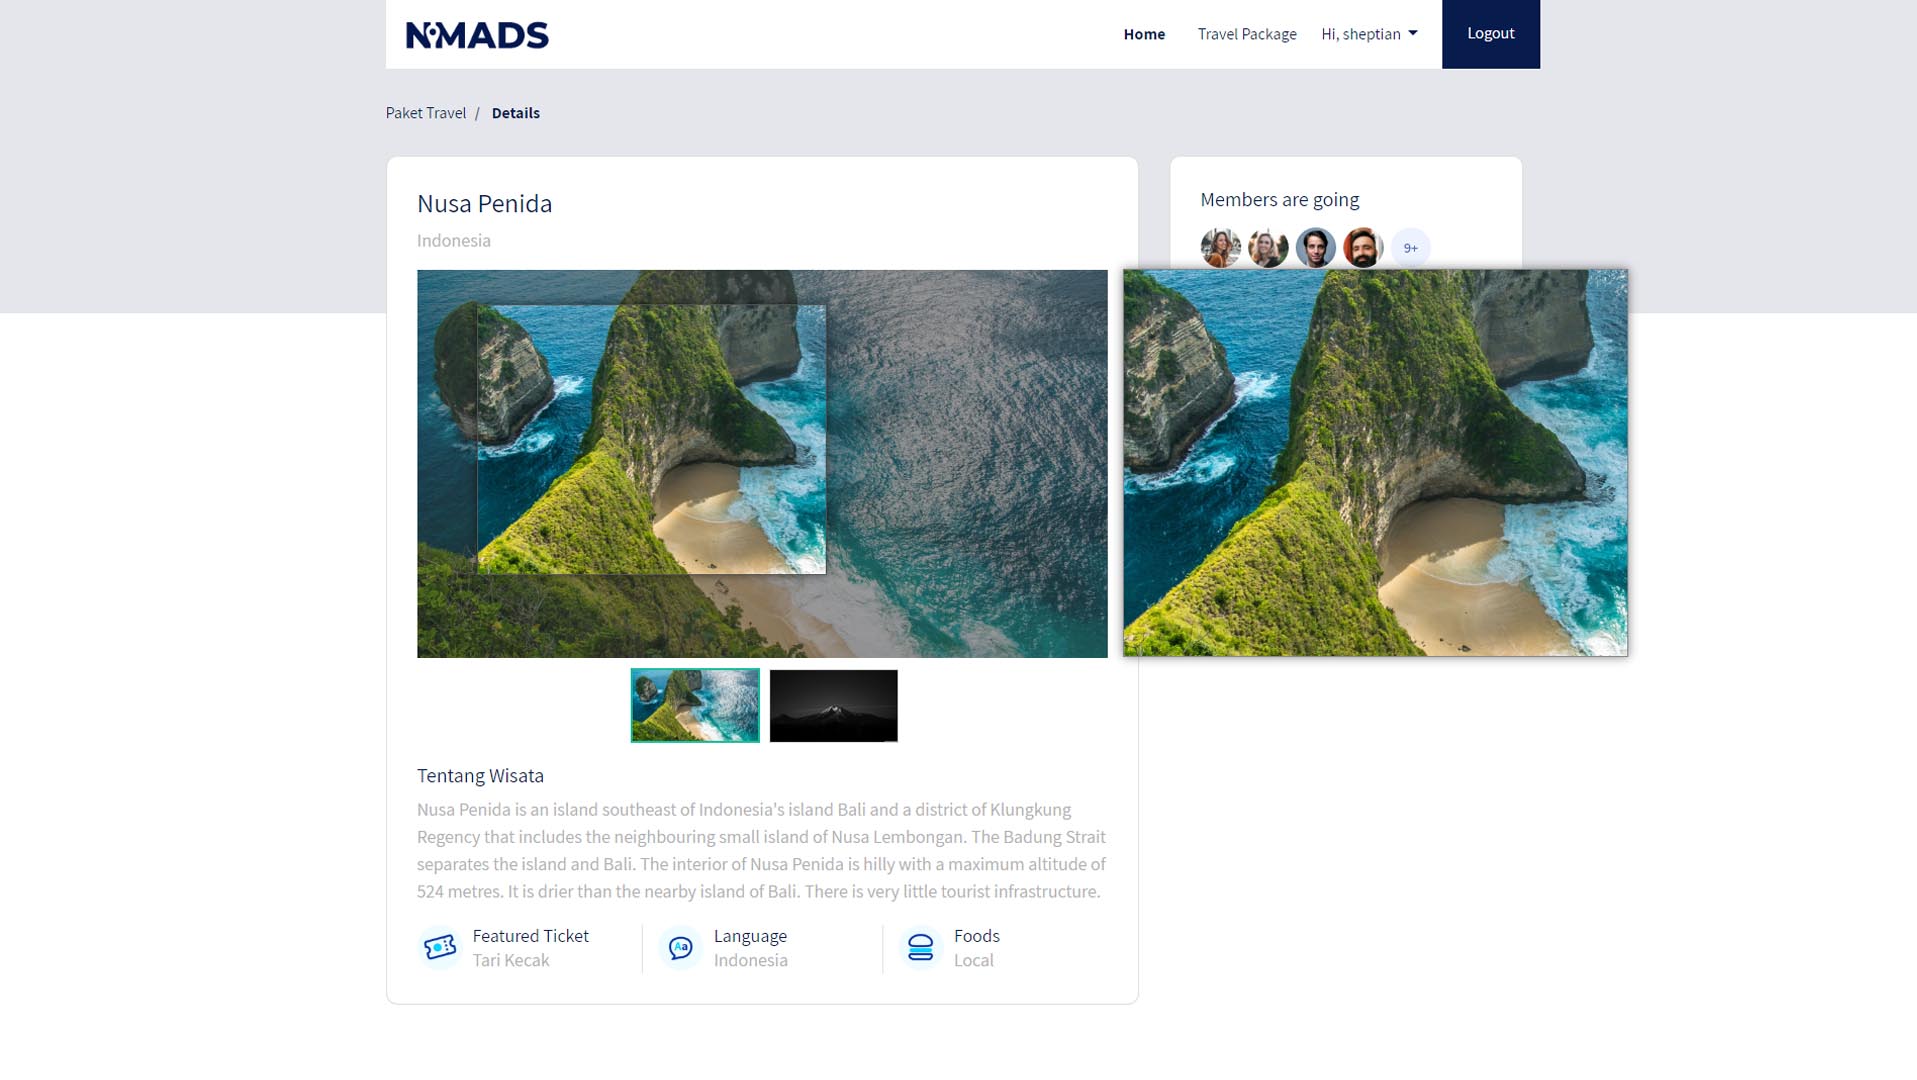 NOMADS
Home
Travel Package
Hi, sheptian
Logout
Paket Travel / Details
Nusa Penida
Indonesia
Members are going
9+
Tentang Wisata
Nusa Penida is an island southeast of Indonesia's island Bali and a district of Klungkung
Regency that includes the neighbouring small island of Nusa Lembongan. The Badung Strait
separates the island and Bali. The interior of Nusa Penida is hilly with a maximum altitude of
524 metres. It is drier than the nearby island of Bali. There is very little tourist infrastructure.
Featured Ticket
Tari Kecak
Aa
Language
Indonesia
Foods
Local